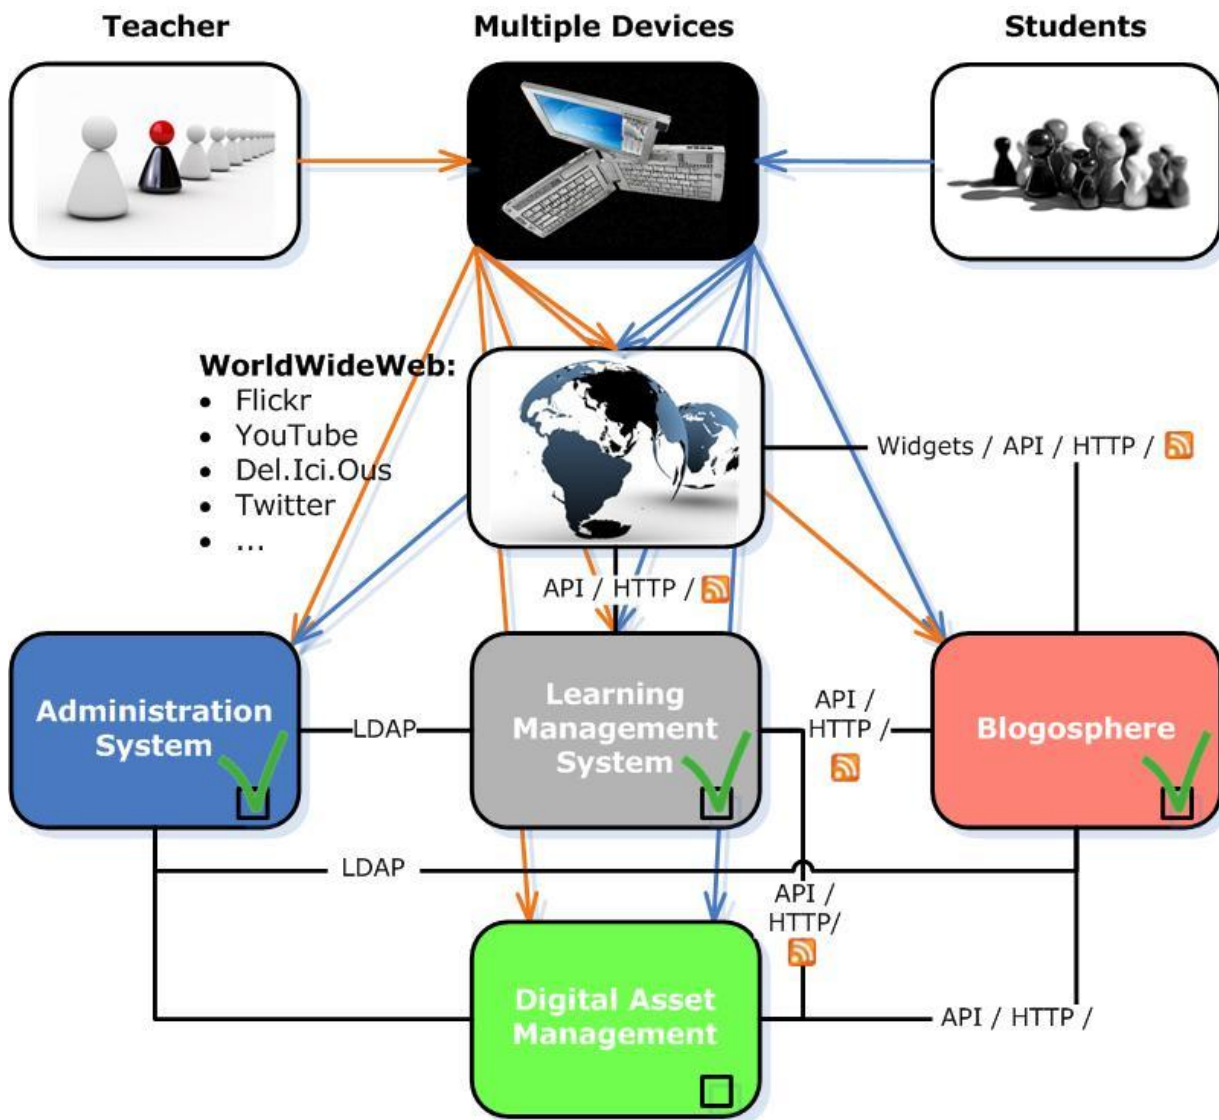 Teacher
Multiple Devices
Students
WorldWideWeb:
• Flickr
• YouTube
• Del.Ici.Ous
• Twitter
• ...
Widgets / API / HTTP /
API / HTTP /
Administration
System
LDAP
Learning
Management
System
API /
HTTP /
Blogosphere
LDAP
API /
HTTP/
Digital Asset
Management
API / HTTP /